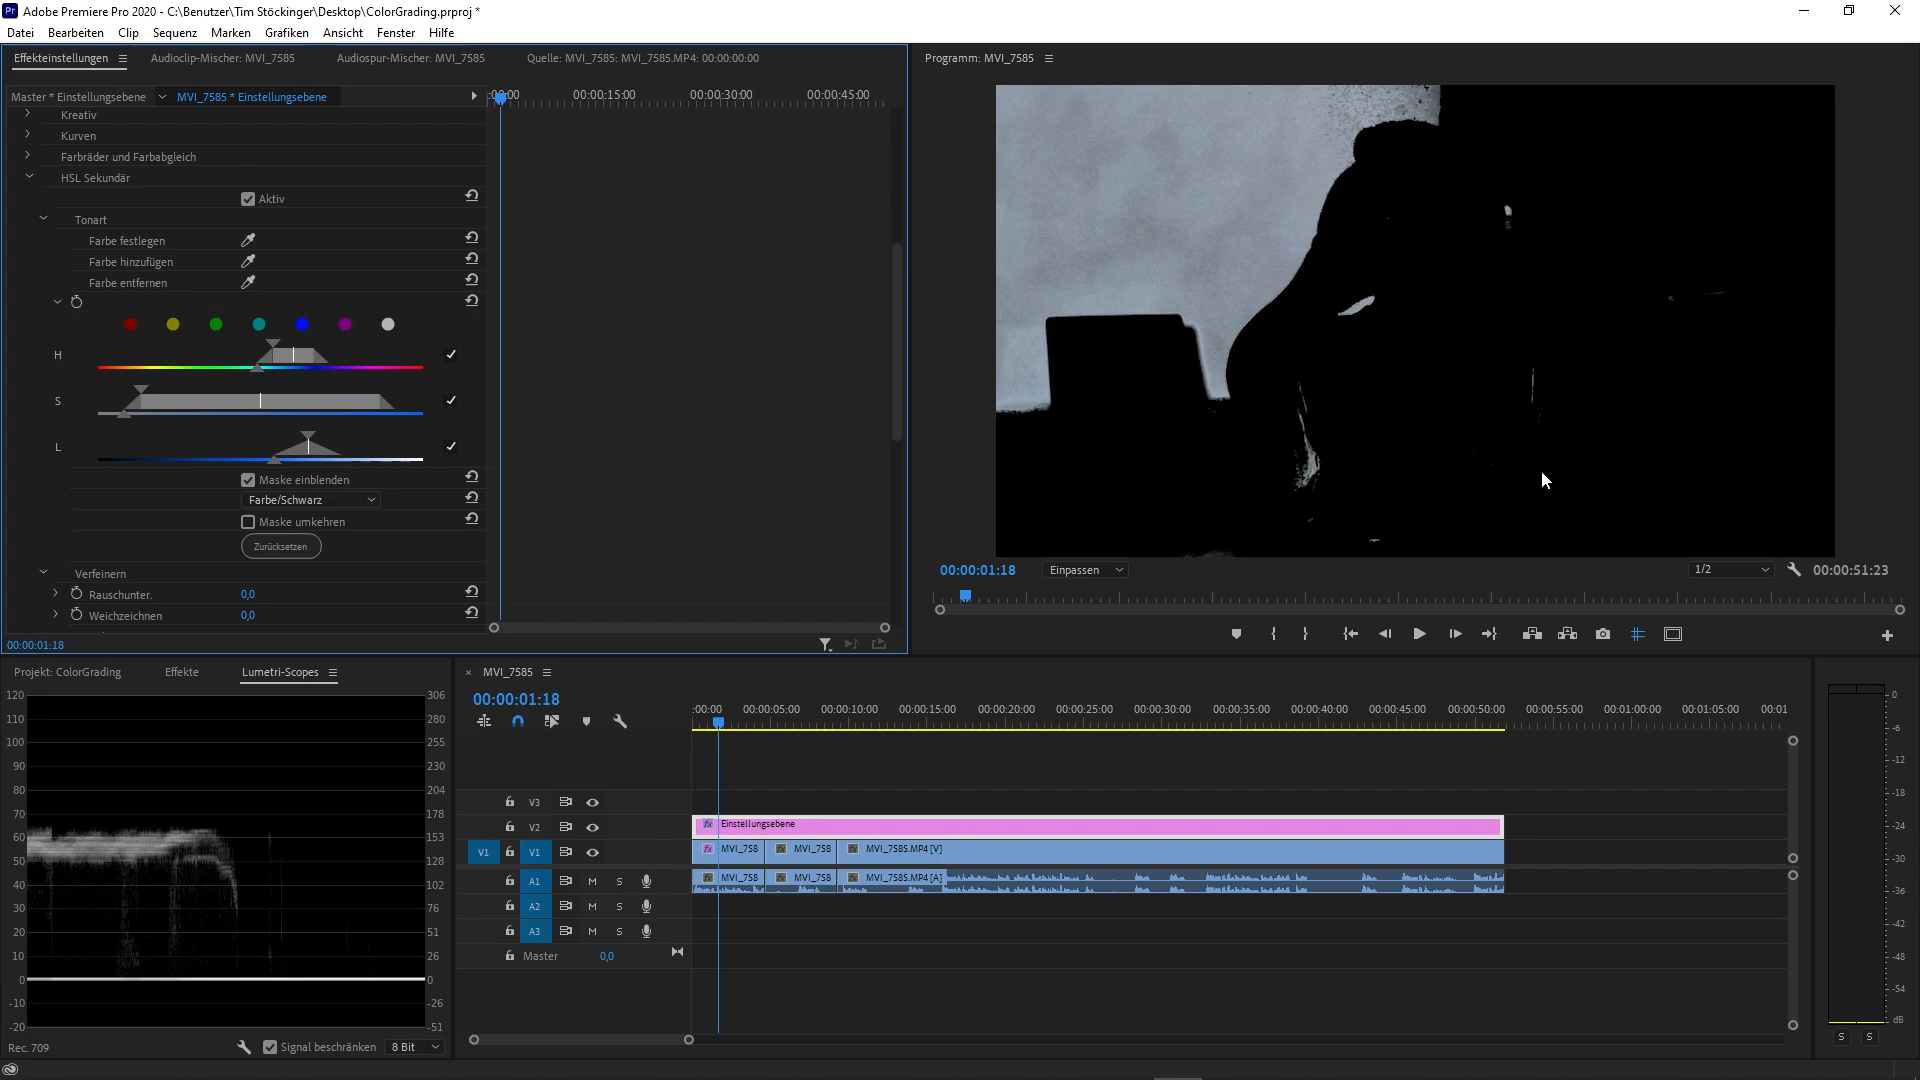 Adobe Premiere Pro 2020 - C:\Benutzer\Tim Stöckinger\Desktop\ColorGrading.prproj *
Datei Bearbeiten Clip Sequenz Marken Grafiken Ansicht Fenster Hilfe
Effekteinstellungen Audioclip-Mischer: MVI_7585 Audiospur-Mischer: MVI_7585 Quelle: MVI_7585: MVI_7585.MP4: 00:00:00:00
Programm: MVI_7585
Master * Einstellungsebene MVI_7585 * Einstellungsebene
:00:00 00:00:15:00 00:00:30:00 00:00:45:00
Kreativ
Kurven
Farbräder und Farbabgleich
HSL Sekundär
Aktiv
Tonart
Farbe festlegen
Farbe hinzufügen
Farbe entfernen
H
S
L
Maske einblenden
Farbe/Schwarz
Maske umkehren
Zurücksetzen
Verfeinern
Rauschunter. 0,0
Weichzeichnen 0,0
00:00:01:18
00:00:01:18 Einpassen 1/2 00:00:51:23
Projekt: ColorGrading Effekte Lumetri-Scopes
120 306
110 280
100 255
90 230
80 204
70 178
60 153
50 128
40 102
30 76
20 51
10 26
0 0
-10 -26
-20 -51
Rec. 709 Signal beschränken 8 Bit
× MVI_7585
00:00:01:18
:00:00 00:00:05:00 00:00:10:00 00:00:15:00 00:00:20:00 00:00:25:00 00:00:30:00 00:00:35:00 00:00:40:00 00:00:45:00 00:00:50:00 00:00:55:00 00:01:00:00 00:01:05:00 00:01
V3
V2 fx Einstellungsebene
V1 V1 fx MVI_758 fx MVI_758 fx MVI_7585.MP4 [V]
A1 M S fx MVI_758 fx MVI_758 fx MVI_7585.MP4 [A]
A2 M S
A3 M S
Master 0,0
0
-6
-12
-18
-24
-30
-36
-42
-48
-54
dB
S S